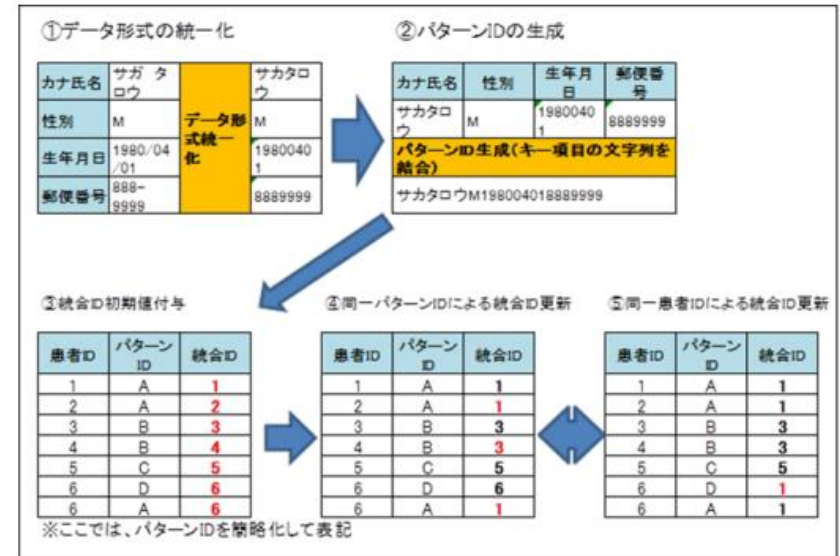 ①データ形式の統一化
カナ氏名 サガ タ
ロウ データ形
式統一
化 サカタロ
ウ
性別 M M
生年月日 1980/04
/01 1980040
1
郵便番号 888-
9999 8889999
②パターンIDの生成
カナ氏名 性別 生年月
日 郵便番
号
サカタロ
ウ M 1980040
1 8889999
パターンID生成(キー項目の文字列を
結合)
サカタロウM198004018889999
③統合ID初期値付与
患者ID パターン
ID 統合ID
1 A 1
2 A 2
3 B 3
4 B 4
5 C 5
6 D 6
6 A 6
④同一パターンIDによる統合ID更新
患者ID パターン
ID 統合ID
1 A 1
2 A 1
3 B 3
4 B 3
5 C 5
6 D 6
6 A 1
⑤同一患者IDによる統合ID更新
患者ID パターン
ID 統合ID
1 A 1
2 A 1
3 B 3
4 B 3
5 C 5
6 D 1
6 A 1
※ここでは、パターンIDを簡略化して表記